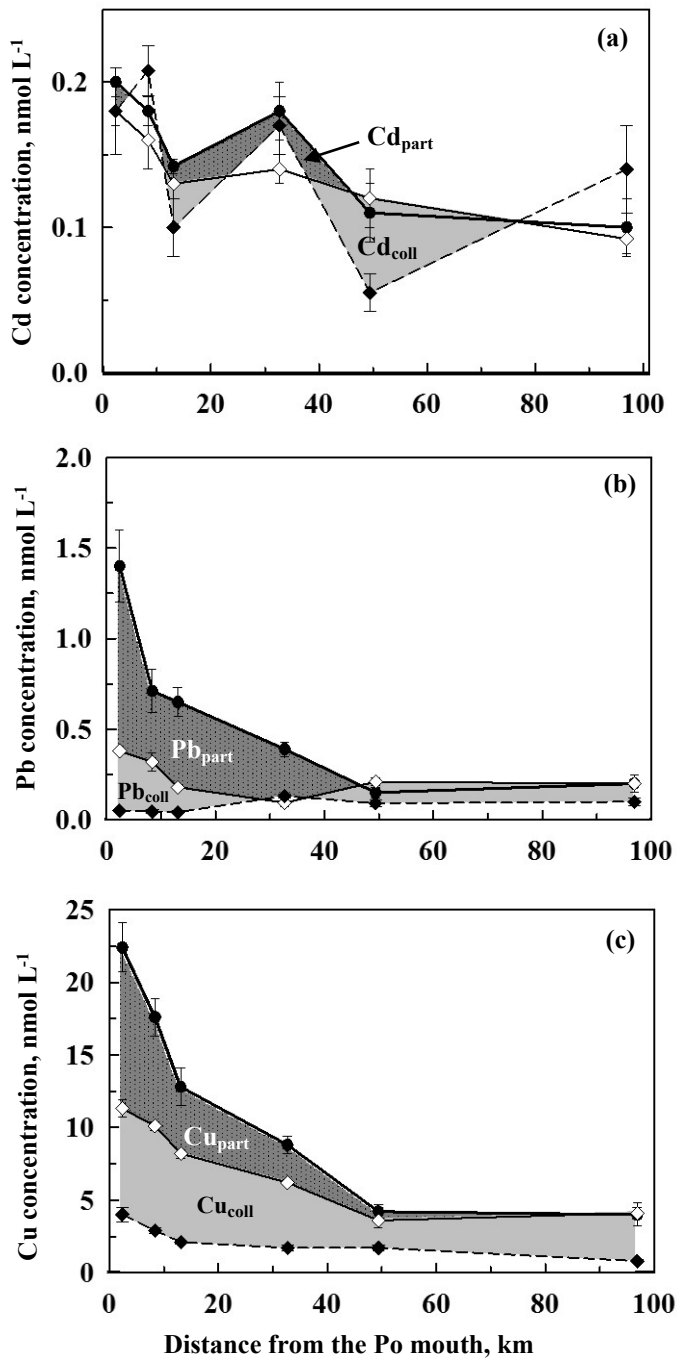 (a)
Cd concentration, nmol L-1
0.2
0.1
0.0
Cdpart
Cdcoll
0 20 40 60 80 100
(b)
Pb concentration, nmol L-1
2.0
1.5
1.0
0.5
0.0
Pbpart
Pbcoll
0 20 40 60 80 100
(c)
Cu concentration, nmol L-1
25
20
15
10
5
0
Cupart
Cucoll
0 20 40 60 80 100
Distance from the Po mouth, km